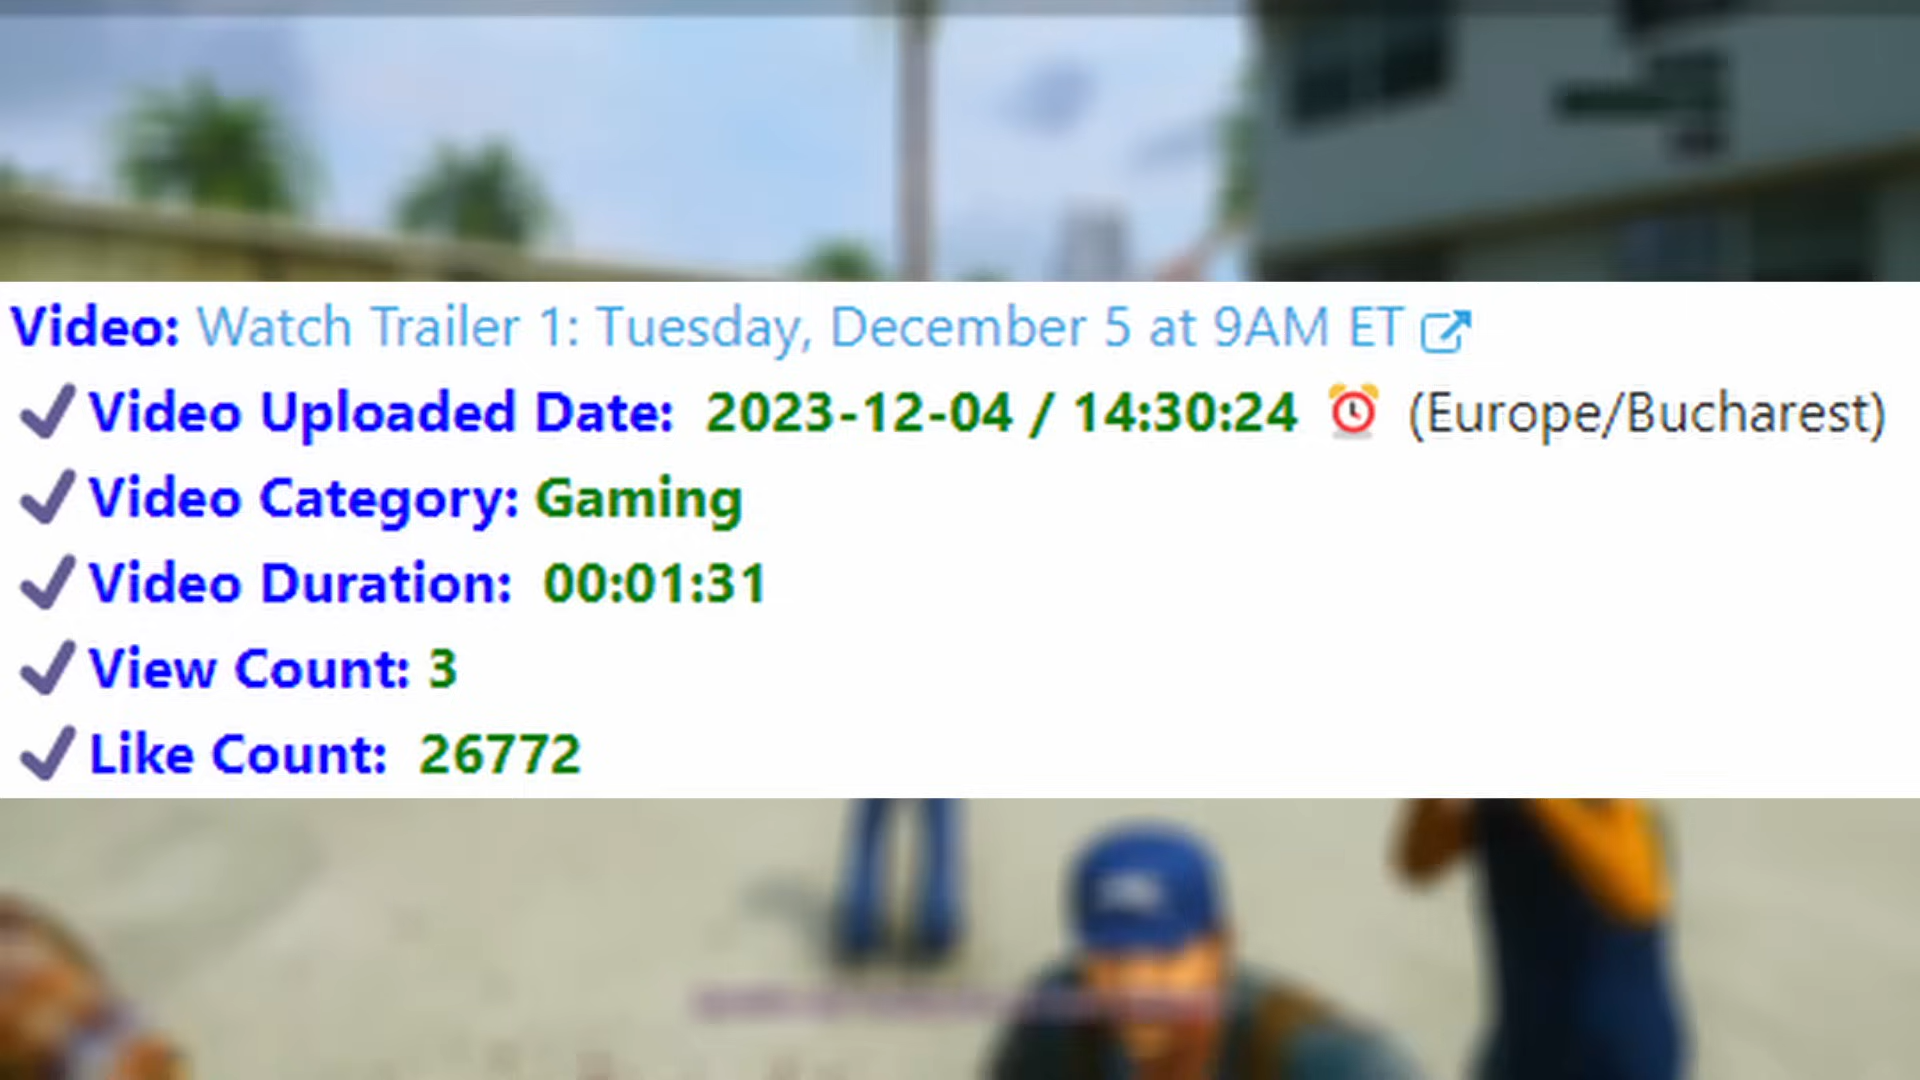 Video: Watch Trailer 1: Tuesday, December 5 at 9AM ET
Video Uploaded Date: 2023-12-04 / 14:30:24 (Europe/Bucharest)
Video Category: Gaming
Video Duration: 00:01:31
View Count: 3
Like Count: 26772